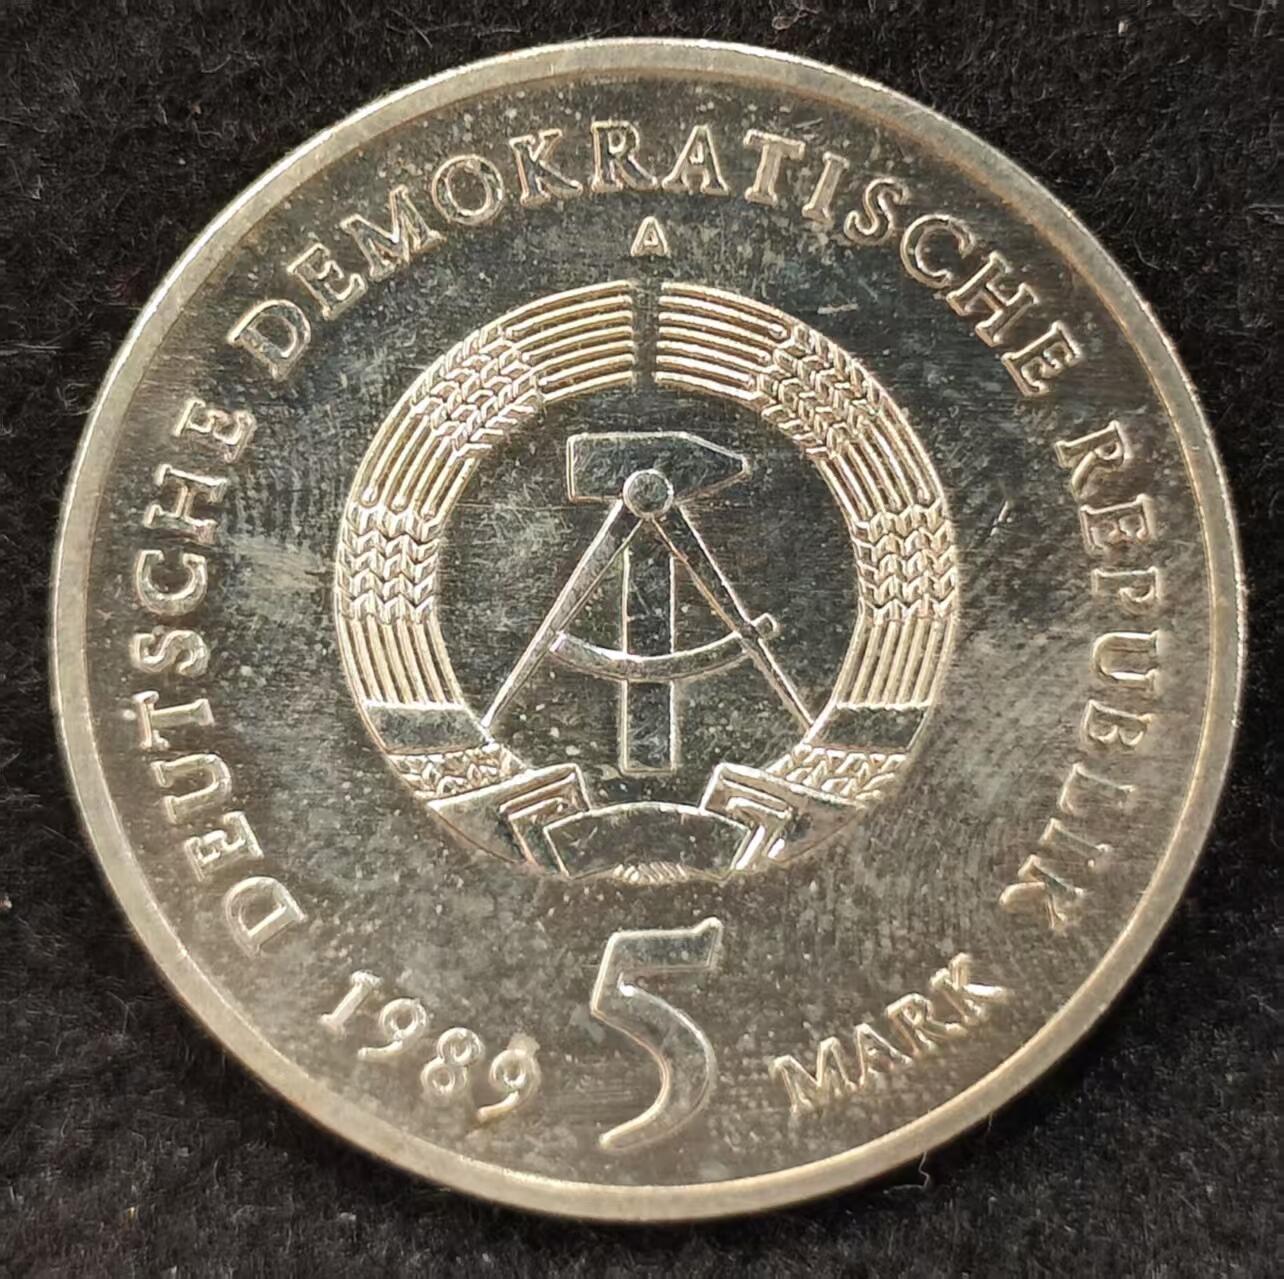 DEUTSCHE DEMOKRATISCHE REPUBLIK
A
1989 5 MARK